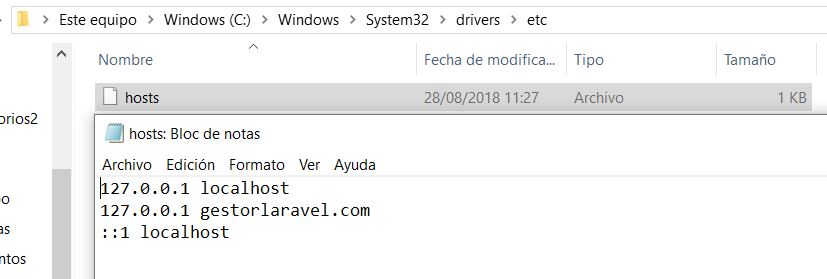 Este equipo > Windows (C:) > Windows > System32 > drivers > etc
Nombre Fecha de modifica... Tipo Tamaño
hosts 28/08/2018 11:27 Archivo 1 KB
orios2
hosts: Bloc de notas
Archivo Edición Formato Ver Ayuda
127.0.0.1 localhost
127.0.0.1 gestorlaravel.com
::1 localhost
po
as
ntos